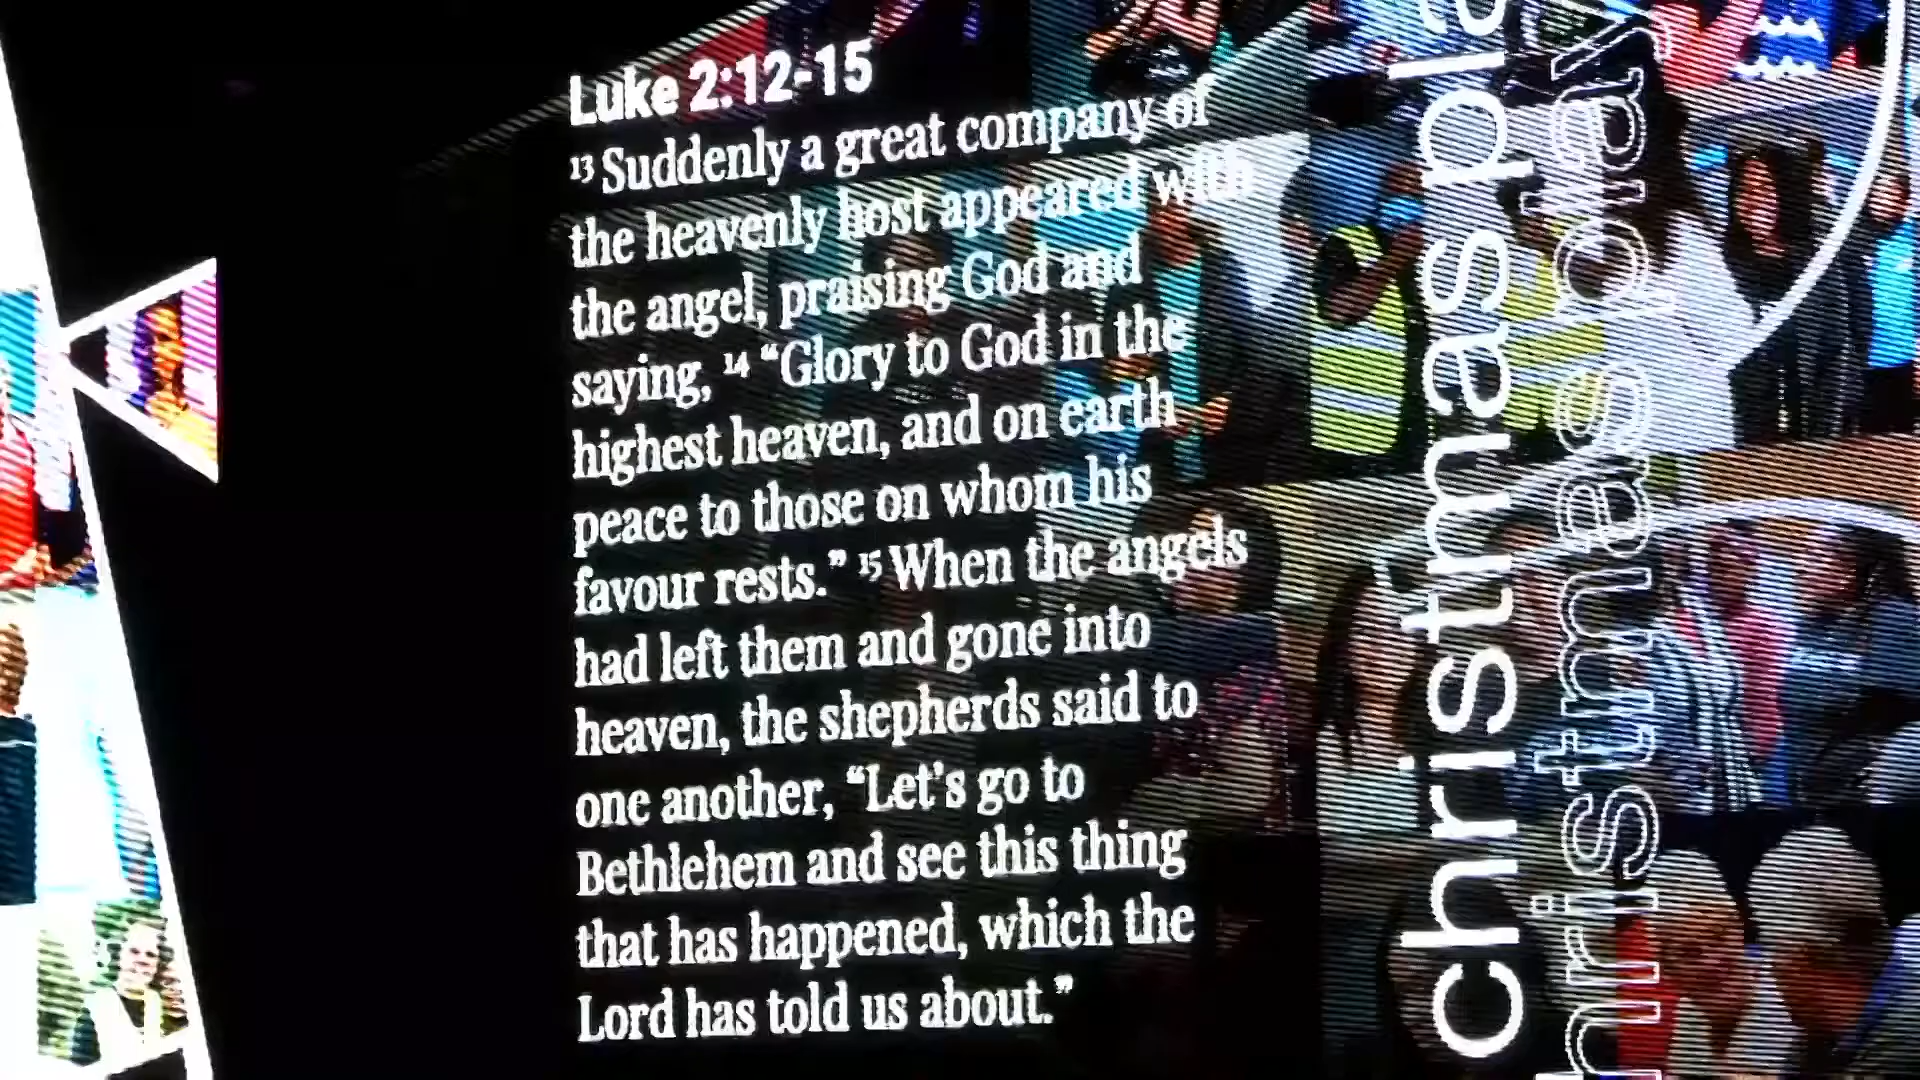 Luke 2:12-15
13 Suddenly a great company of
the heavenly host appeared with
the angel, praising God and
saying, 14 “Glory to God in the
highest heaven, and on earth
peace to those on whom his
favour rests.” 15 When the angels
had left them and gone into
heaven, the shepherds said to
one another, “Let’s go to
Bethlehem and see this thing
that has happened, which the
Lord has told us about.”
christmas pla
hristmas play